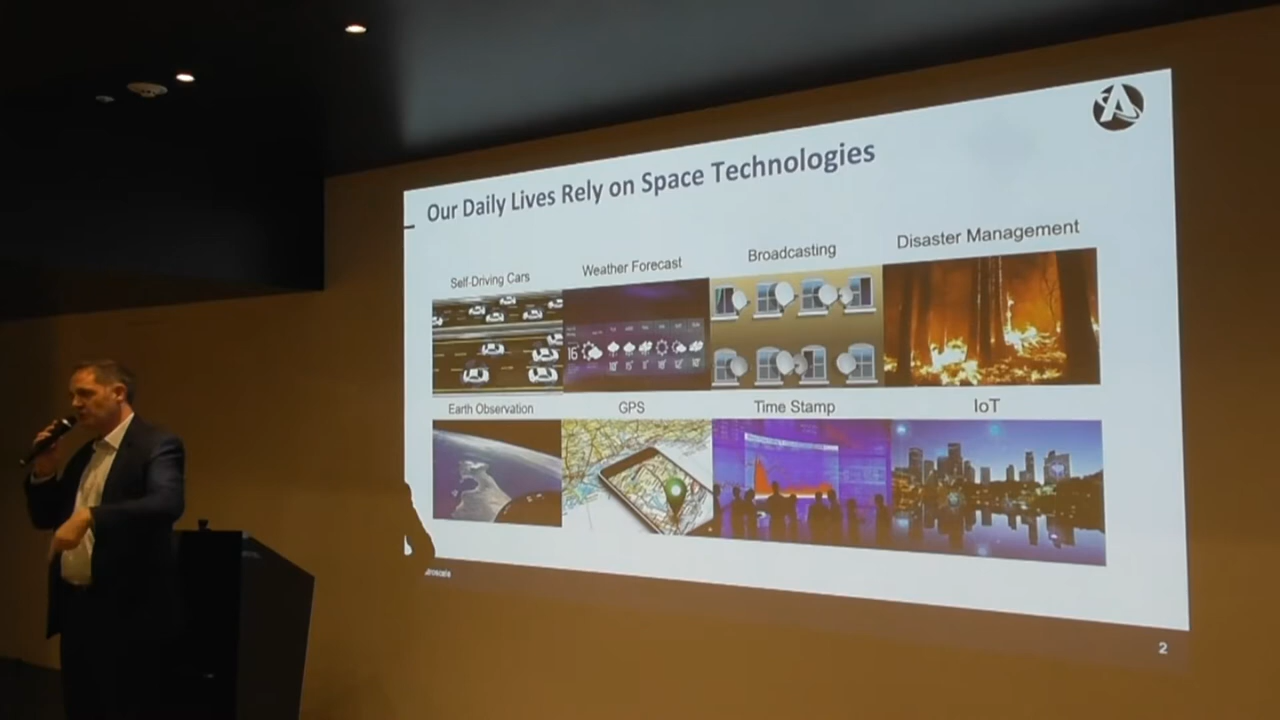 Our Daily Lives Rely on Space Technologies
Self-Driving Cars
Weather Forecast
Broadcasting
Disaster Management
16
Earth Observation
GPS
Time Stamp
IoT
2